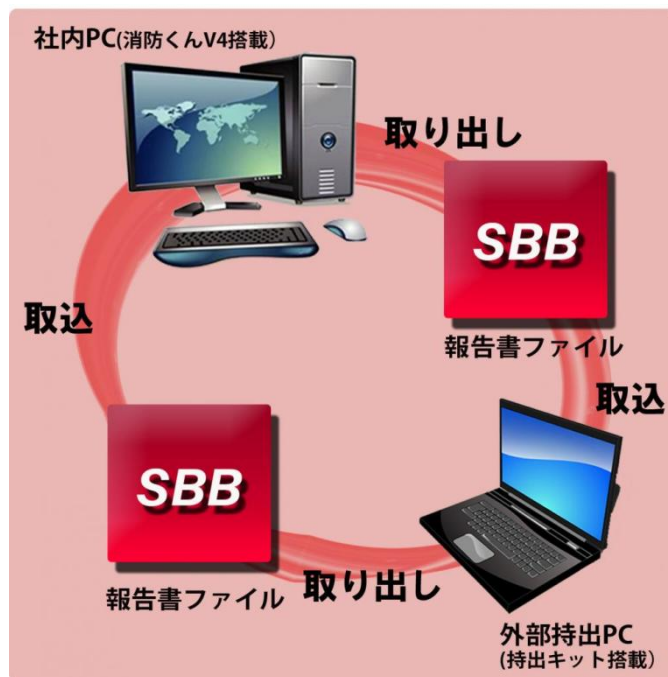 社内PC(消防くんV4搭載)
取り出し
SBB
報告書ファイル
取込
取込
SBB
報告書ファイル
取り出し
外部持出PC
(持出キット搭載)